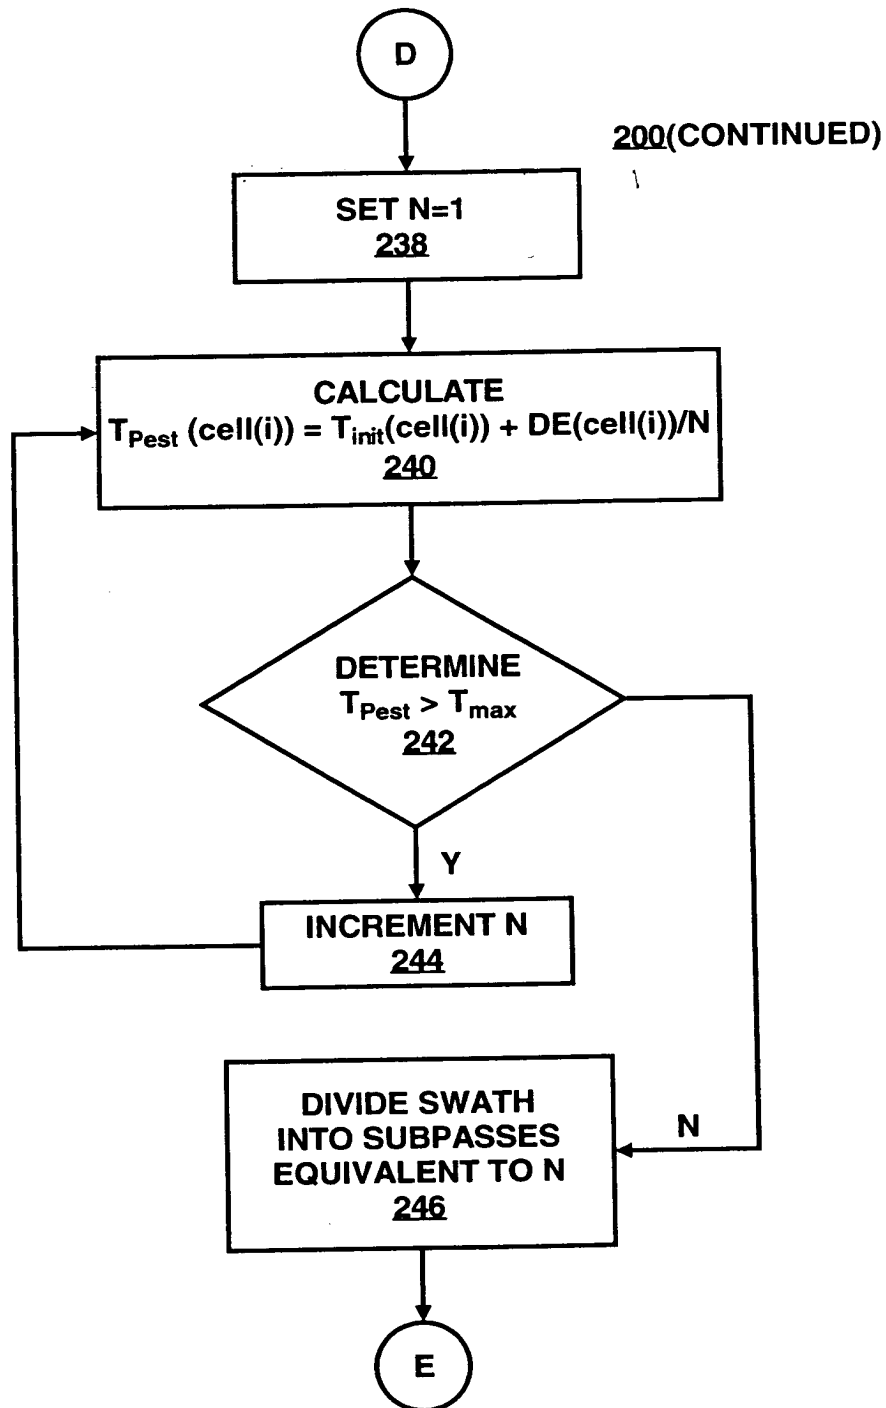 D
200(CONTINUED)
SET N=1
238
CALCULATE
TPest (cell(i)) = Tinit(cell(i)) + DE(cell(i))/N
240
DETERMINE
TPest > Tmax
242
Y
INCREMENT N
244
DIVIDE SWATH
INTO SUBPASSES
EQUIVALENT TO N
246
N
E